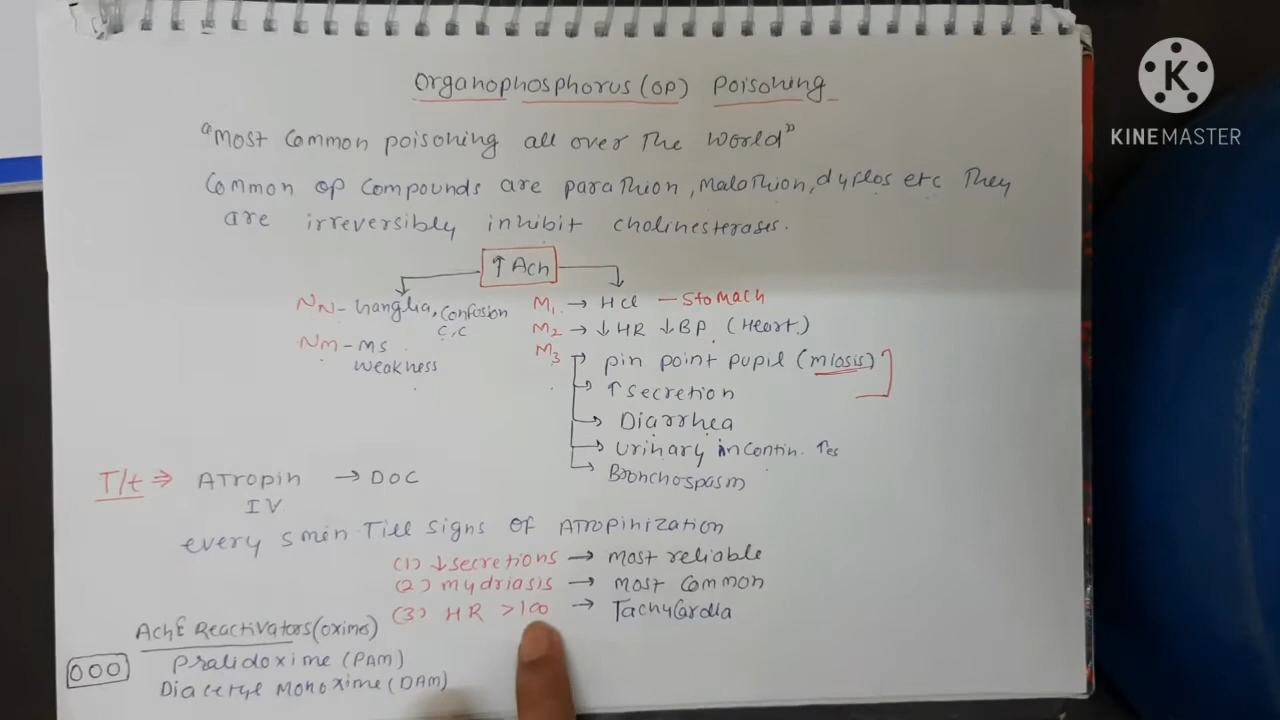 Organophosphorus (OP) Poisoning
K
KINEMASTER
"Most Common poisoning all over The World"
Common OP Compounds are parathion, Malathion, dyflos etc They
are irreversibly inhibit cholinesterases.
↑ Ach
NN - Ganglia, Confusion
C, C
NM - MS
Weakness
M1 → HCl - Stomach
M2 → ↓ HR ↓ BP (Heart)
M3 → pin point pupil (miosis)
→ ↑ Secretion
→ Diarrhea
→ Urinary incontin. ↑es
→ Bronchospasm
T/t ⇒ ATropin → DOC
IV
every 5 min Till Signs of ATropinization
(1) ↓ secretions → most reliable
(2) mydriasis → most common
(3) HR >100 → Tachycardia
AchE Reactivators (oximes)
000
Pralidoxime (PAM)
Diacetyl Monoxime (DAM)